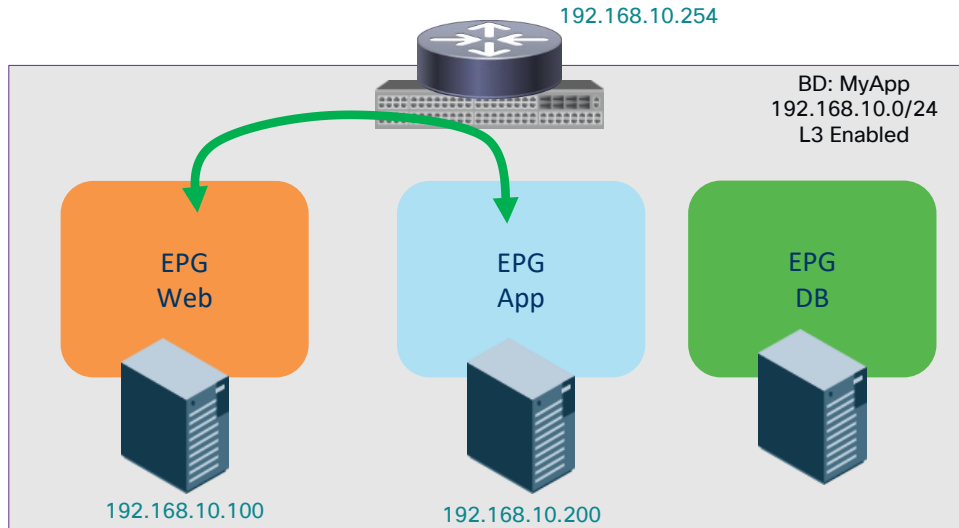 192.168.10.254
BD: MyApp
192.168.10.0/24
L3 Enabled
EPG
Web
EPG
App
EPG
DB
192.168.10.100
192.168.10.200